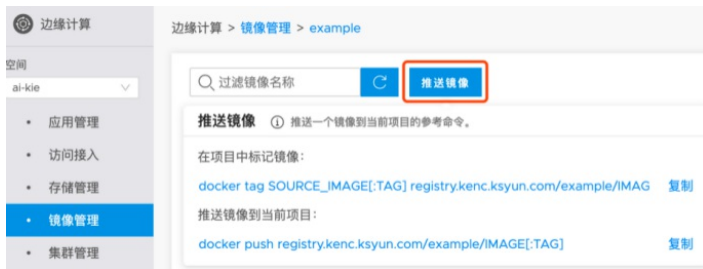 边缘计算
边缘计算 > 镜像管理 > example
空间
ai-kie
过滤镜像名称
推送镜像
应用管理
推送镜像 推送一个镜像到当前项目的参考命令。
访问接入
在项目中标记镜像:
存储管理
docker tag SOURCE_IMAGE[:TAG] registry.kenc.ksyun.com/example/IMAG 复制
镜像管理
推送镜像到当前项目:
集群管理
docker push registry.kenc.ksyun.com/example/IMAGE[:TAG] 复制